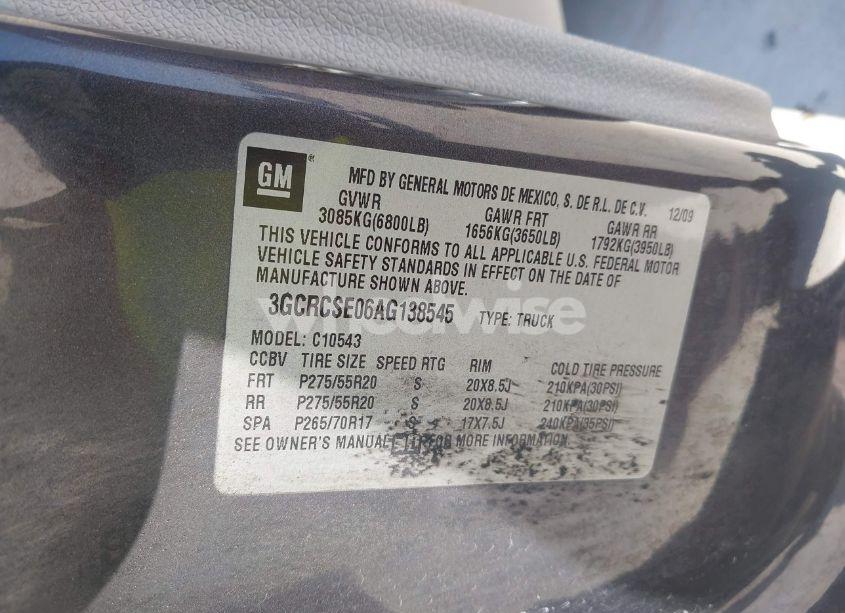 GM ® MFD BY GENERAL MOTORS DE MEXICO, S. DE R.L. DE C.V. 12/09
GVWR GAWR FRT GAWR RR
3085KG(6800LB) 1656KG(3650LB) 1792KG(3950LB)
THIS VEHICLE CONFORMS TO ALL APPLICABLE U.S. FEDERAL MOTOR
VEHICLE SAFETY STANDARDS IN EFFECT ON THE DATE OF
MANUFACTURE SHOWN ABOVE.
3GCRCSE06AG138545 TYPE: TRUCK
wheelwise
MODEL: C10543
CCBV TIRE SIZE SPEED RTG RIM COLD TIRE PRESSURE
FRT P275/55R20 S 20X8.5J 210KPA(30PSI)
RR P275/55R20 S 20X8.5J 210KPA(30PSI)
SPA P265/70R17 S 17X7.5J 240KPA(35PSI)
SEE OWNER'S MANUAL FOR MORE INFORMATION.